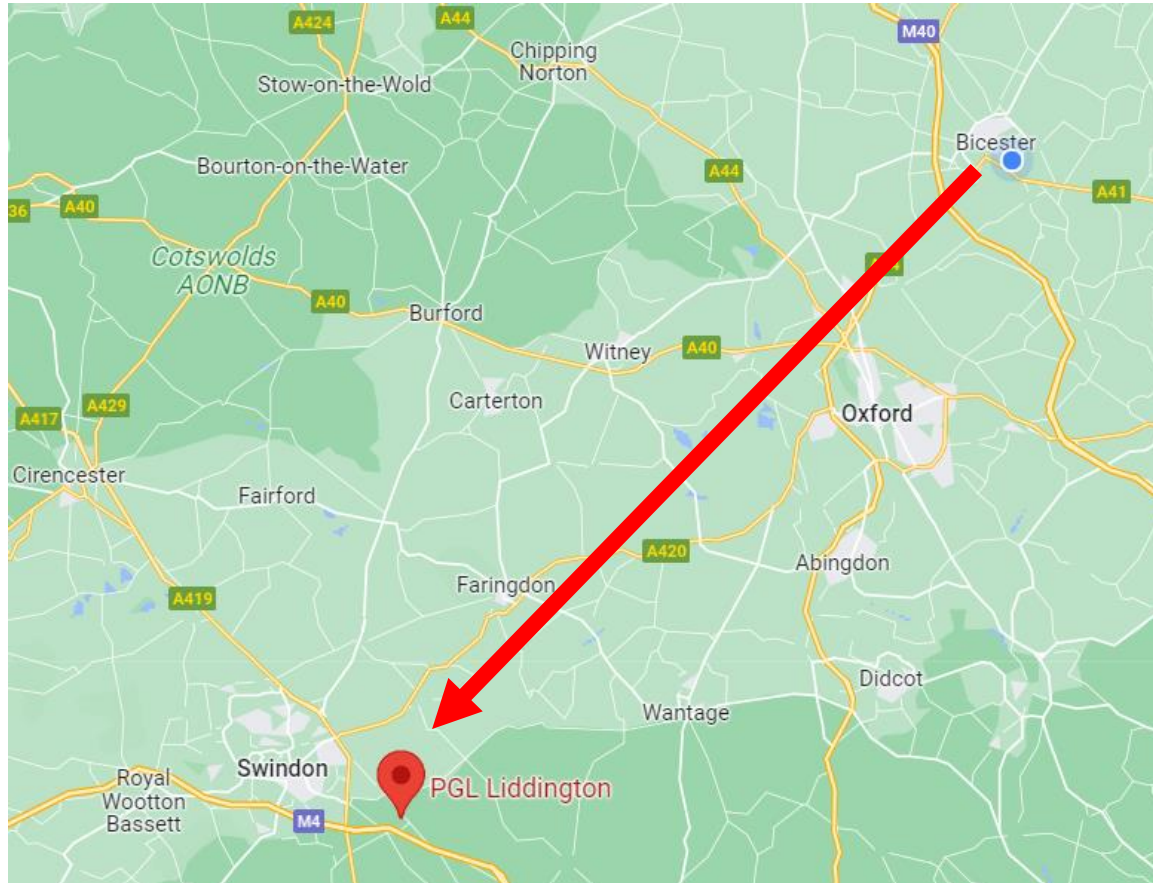 A424
A44
M40
Chipping
Norton
Stow-on-the-Wold
Bicester
Bourton-on-the-Water
A44
A41
36
A40
Cotswolds
AONB
A40
Burford
Witney
A40
Carterton
A429
A417
Oxford
Cirencester
Fairford
A420
Abingdon
Faringdon
A419
Didcot
Wantage
Swindon
PGL Liddington
Royal
Wootton
Bassett
M4